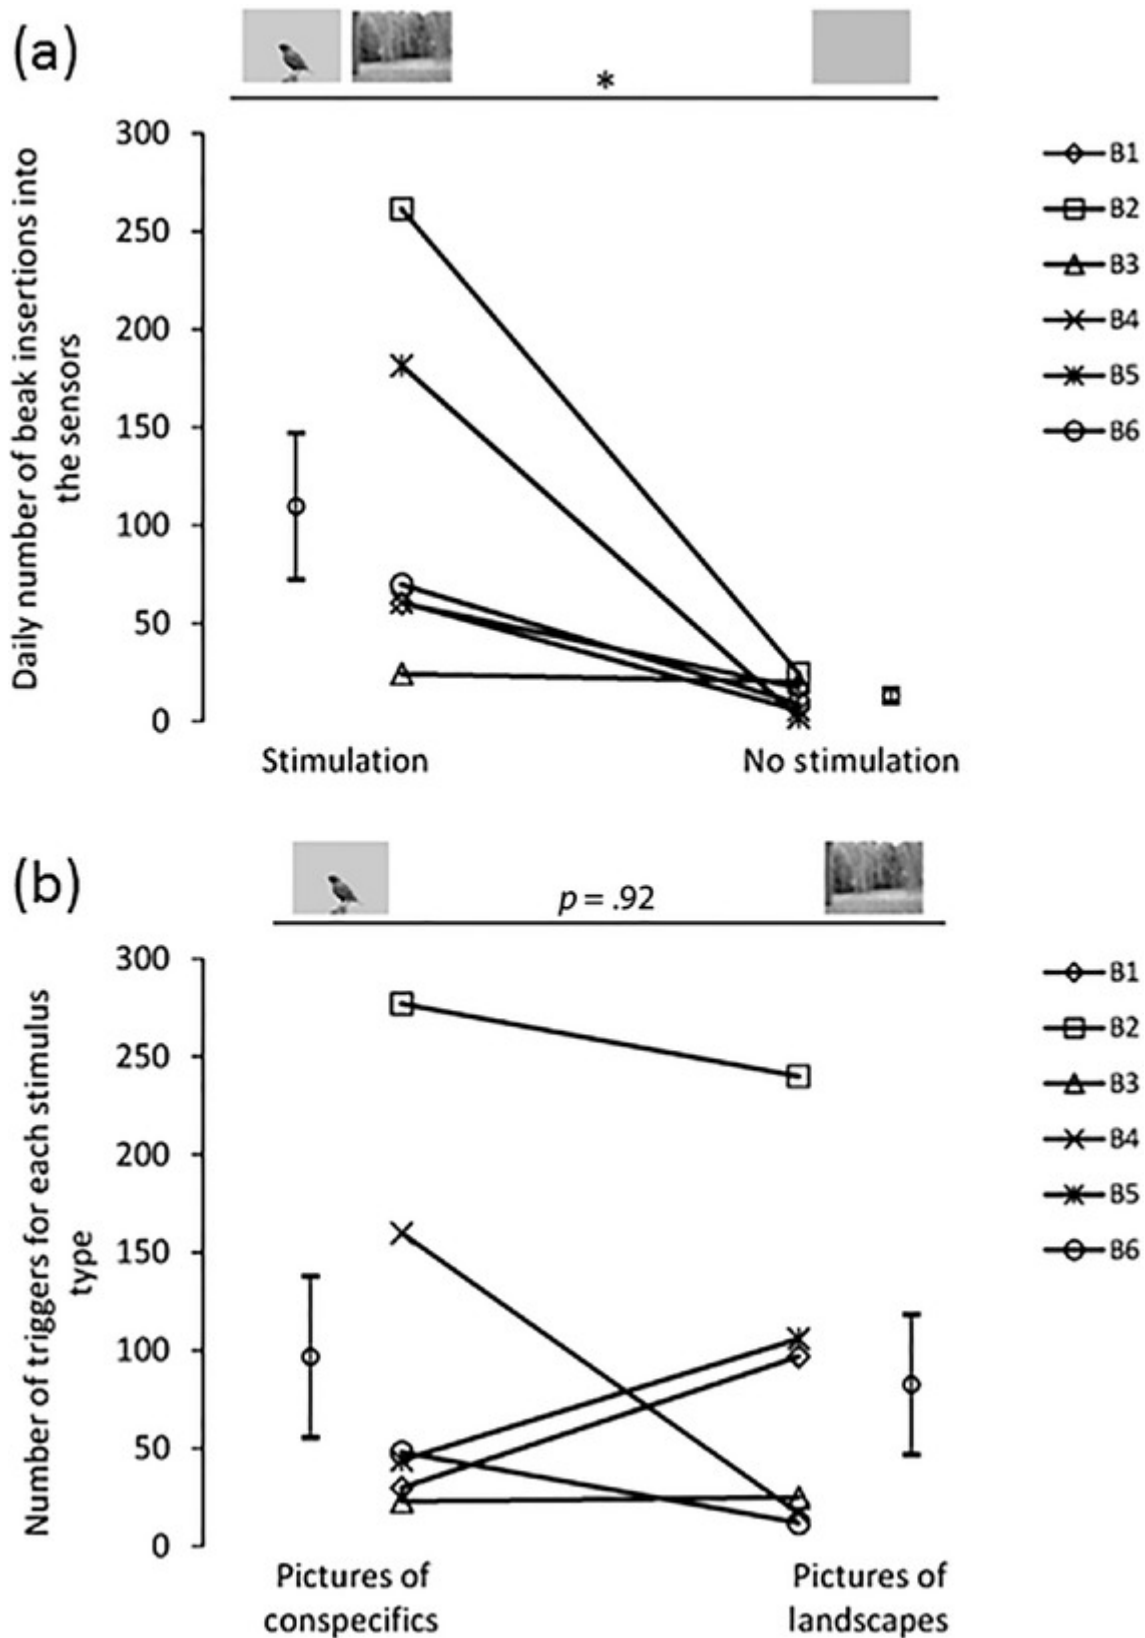 (a)
*
Daily number of beak insertions into
the sensors
300
250
200
150
100
50
0
Stimulation
No stimulation
B1
B2
B3
B4
B5
B6
(b)
p = .92
Number of triggers for each stimulus
type
300
250
200
150
100
50
0
Pictures of
conspecifics
Pictures of
landscapes
B1
B2
B3
B4
B5
B6